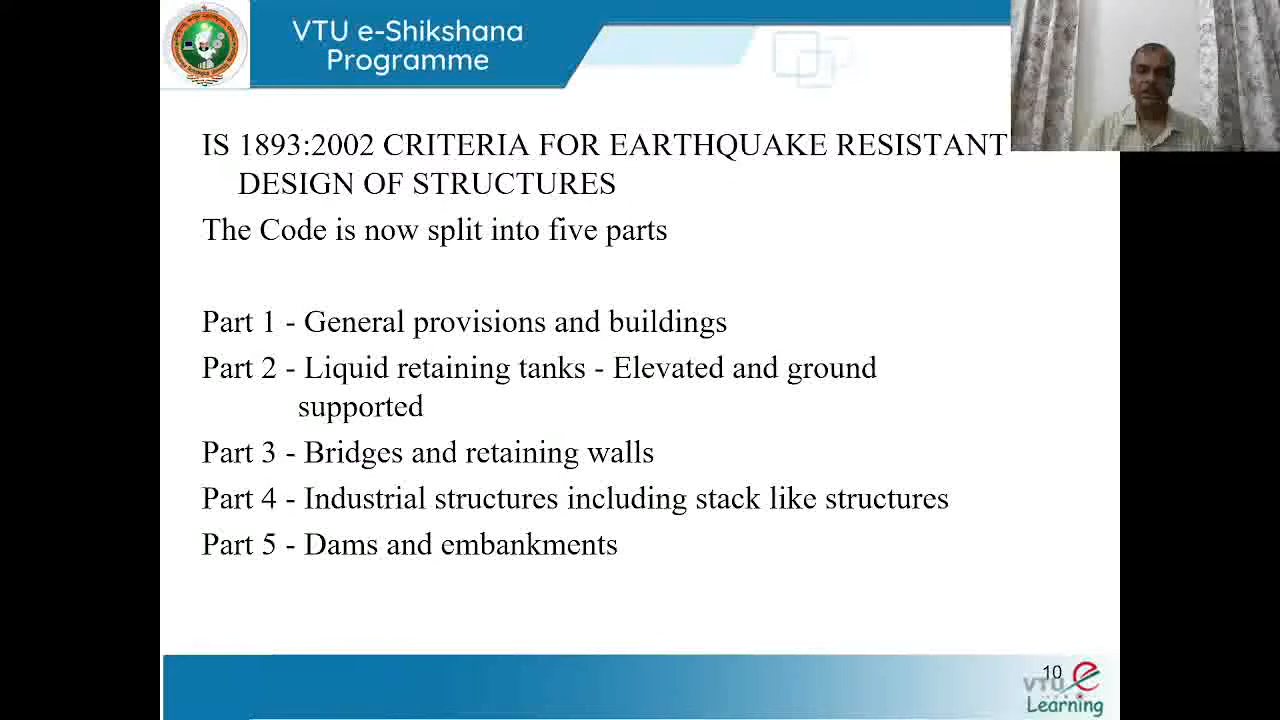 VTU e-Shikshana
Programme
IS 1893:2002 CRITERIA FOR EARTHQUAKE RESISTANT
DESIGN OF STRUCTURES
The Code is now split into five parts
Part 1 - General provisions and buildings
Part 2 - Liquid retaining tanks - Elevated and ground
supported
Part 3 - Bridges and retaining walls
Part 4 - Industrial structures including stack like structures
Part 5 - Dams and embankments
10
VTU e
Learning